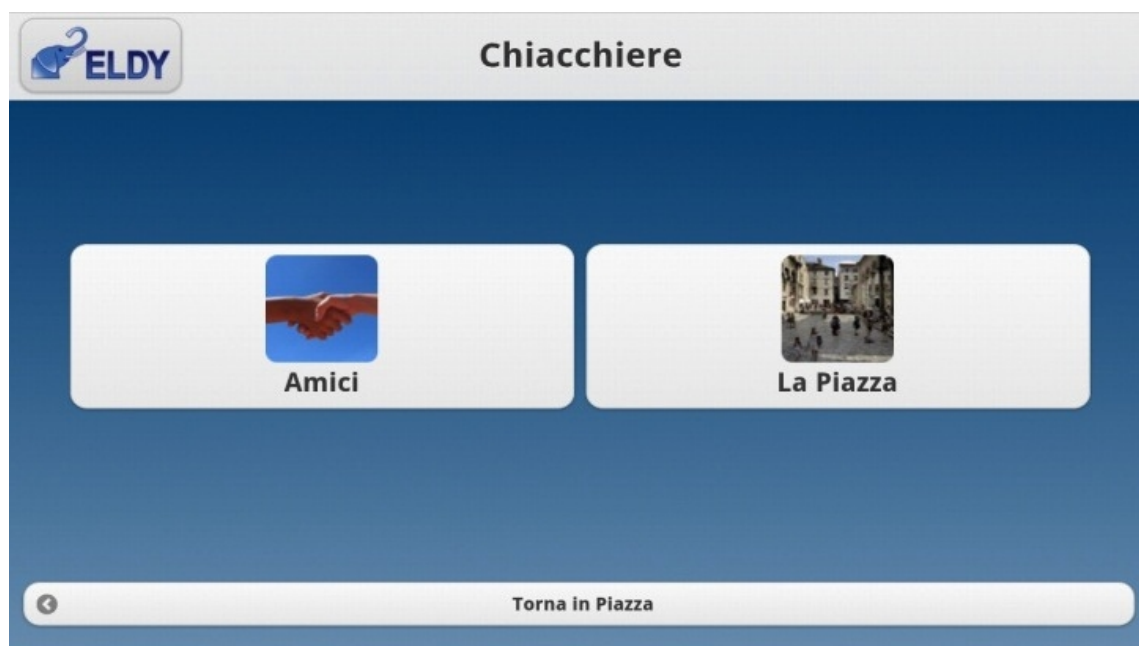 ELDY
Chiacchiere
Amici
La Piazza
Torna in Piazza